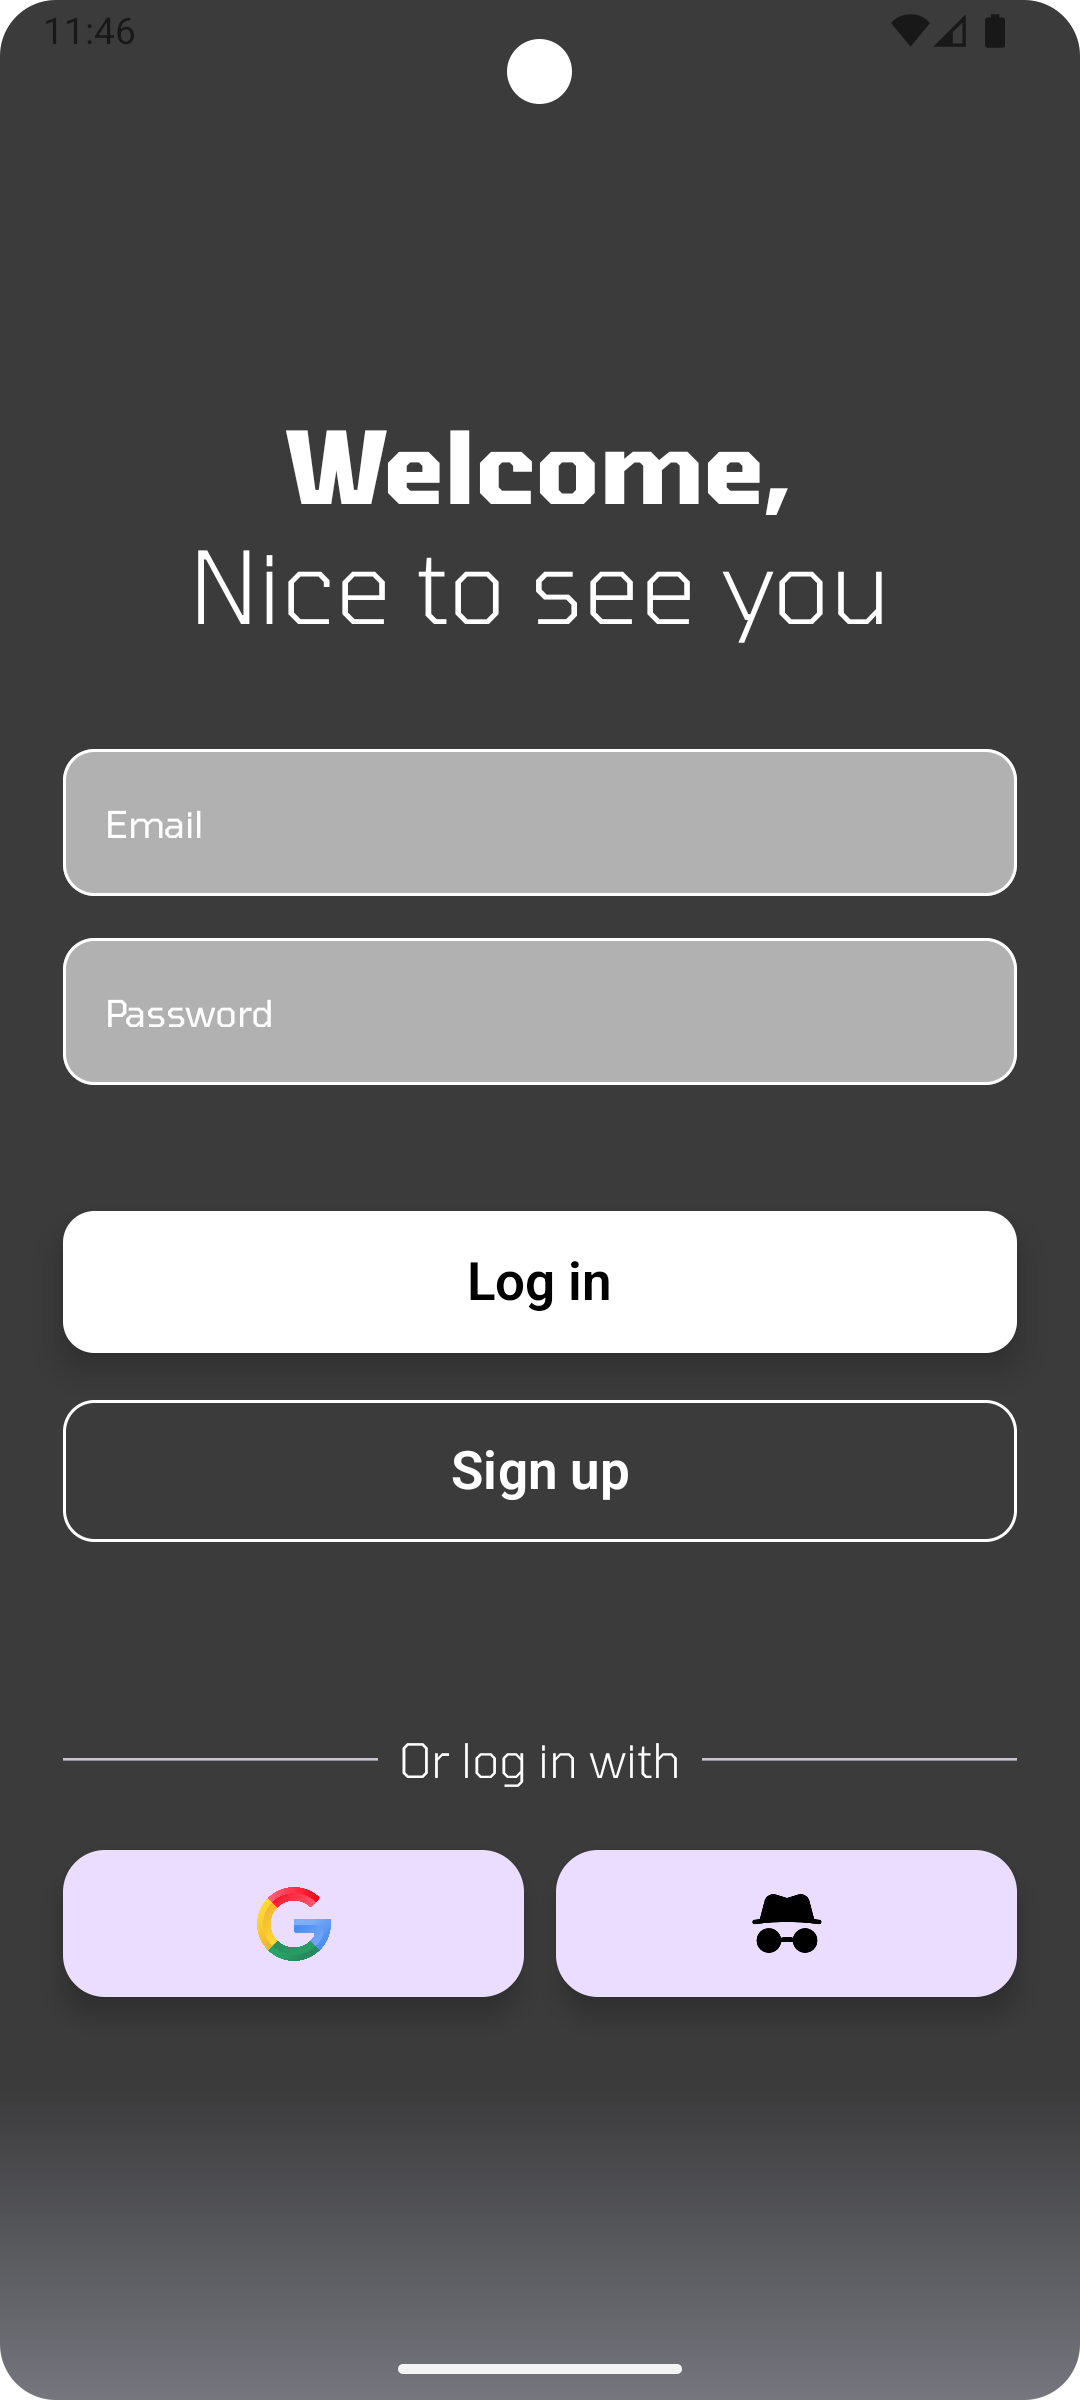 11:46
Welcome,
Nice to see you
Email
Password
Log in
Sign up
Or log in with